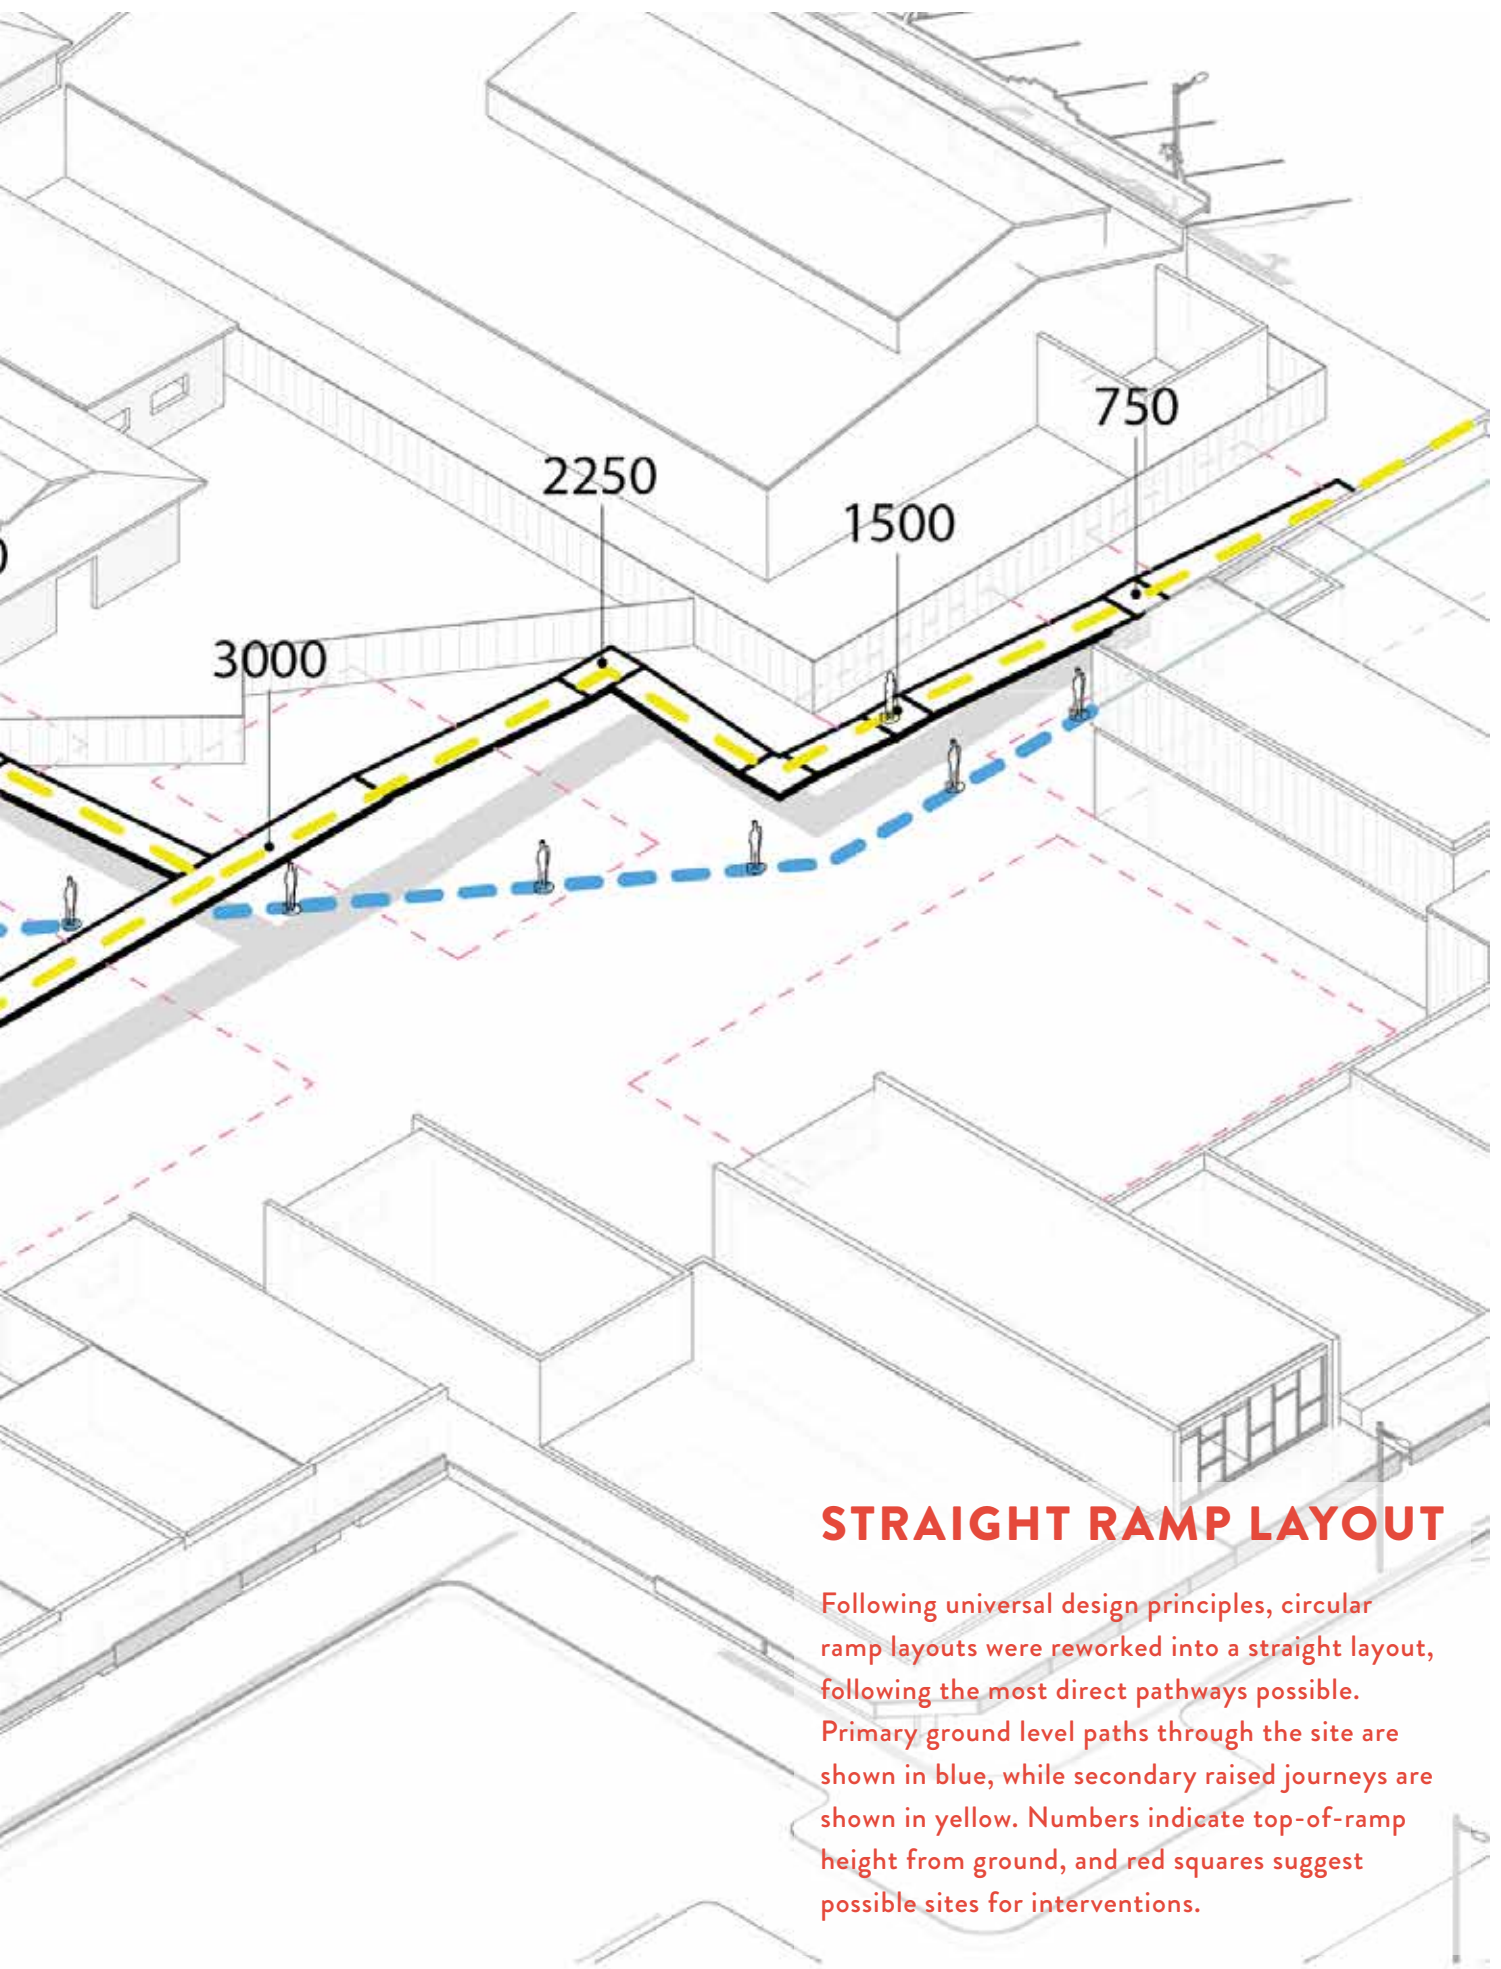 750
2250
1500
0
3000
STRAIGHT RAMP LAYOUT
Following universal design principles, circular
ramp layouts were reworked into a straight layout,
following the most direct pathways possible.
Primary ground level paths through the site are
shown in blue, while secondary raised journeys are
shown in yellow. Numbers indicate top-of-ramp
height from ground, and red squares suggest
possible sites for interventions.